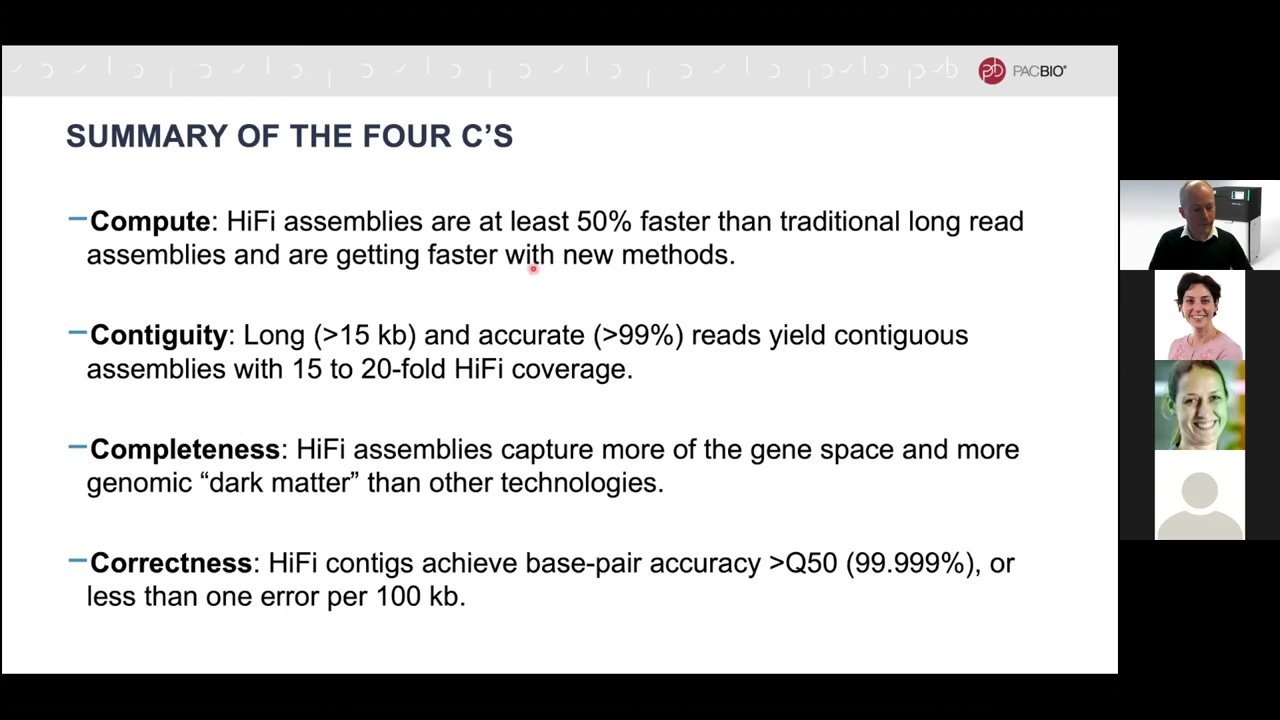 PACBIO®
SUMMARY OF THE FOUR C'S
–Compute: HiFi assemblies are at least 50% faster than traditional long read
assemblies and are getting faster with new methods.
–Contiguity: Long (>15 kb) and accurate (>99%) reads yield contiguous
assemblies with 15 to 20-fold HiFi coverage.
–Completeness: HiFi assemblies capture more of the gene space and more
genomic “dark matter” than other technologies.
–Correctness: HiFi contigs achieve base-pair accuracy >Q50 (99.999%), or
less than one error per 100 kb.